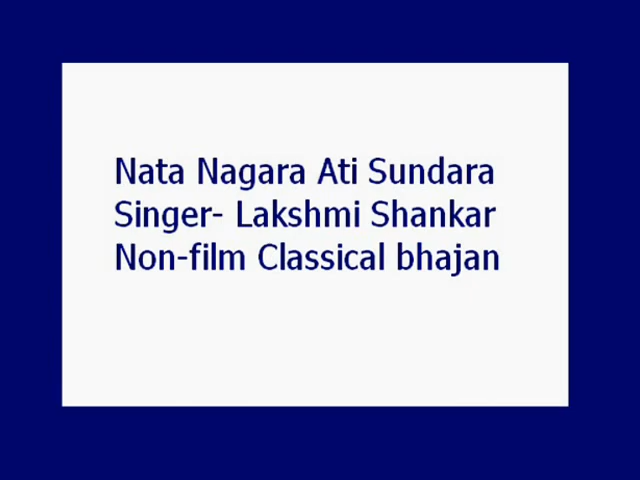 Nata Nagara Ati Sundara
Singer- Lakshmi Shankar
Non-film Classical bhajan